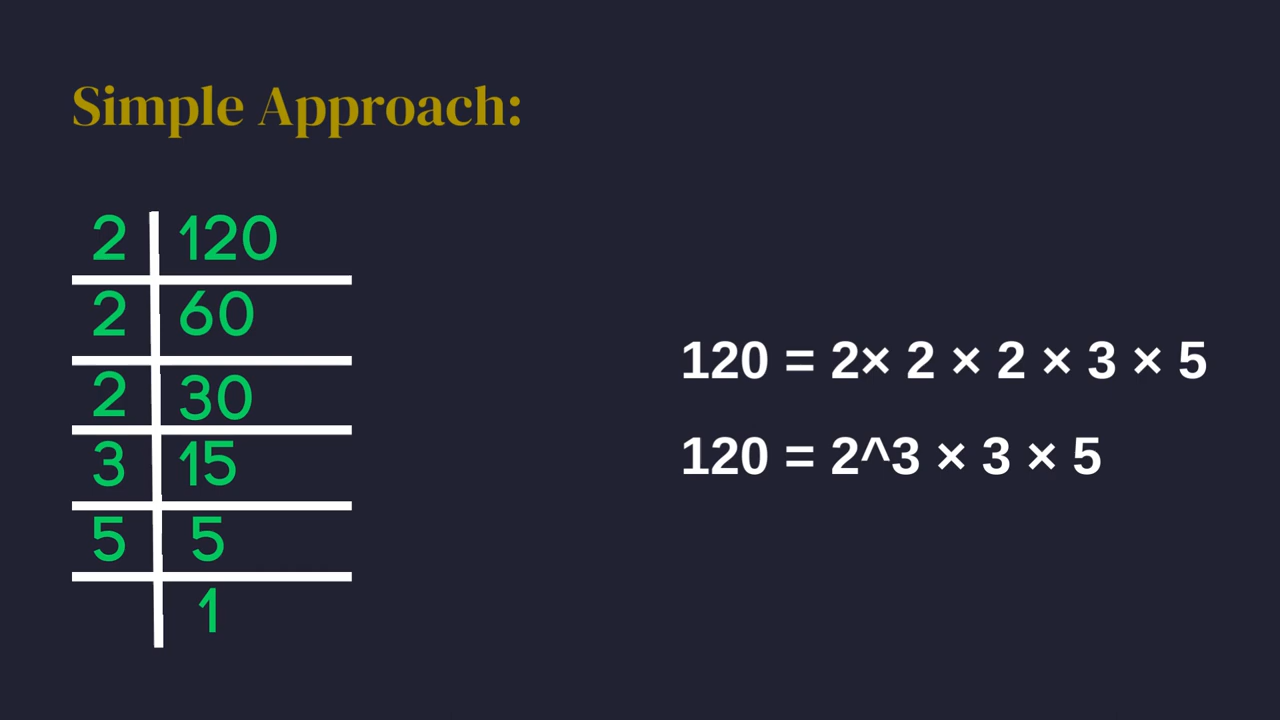 Simple Approach:
2 120
2 60
2 30
3 15
5 5
1
120 = 2× 2 × 2 × 3 × 5
120 = 2^3 × 3 × 5